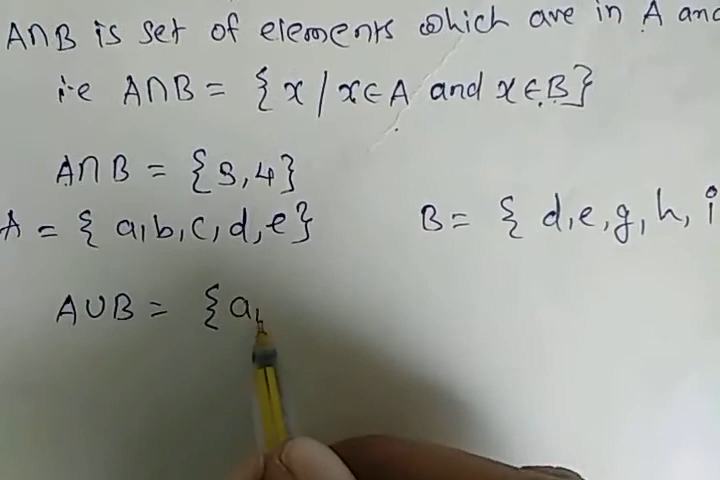 A∩B is set of elements which are in A and
i.e A∩B = {x / x∈A and x∈B}
A∩B = {3,4}
A = {a,b,c,d,e} B = {d,e,g,h,i
A∪B = {a,